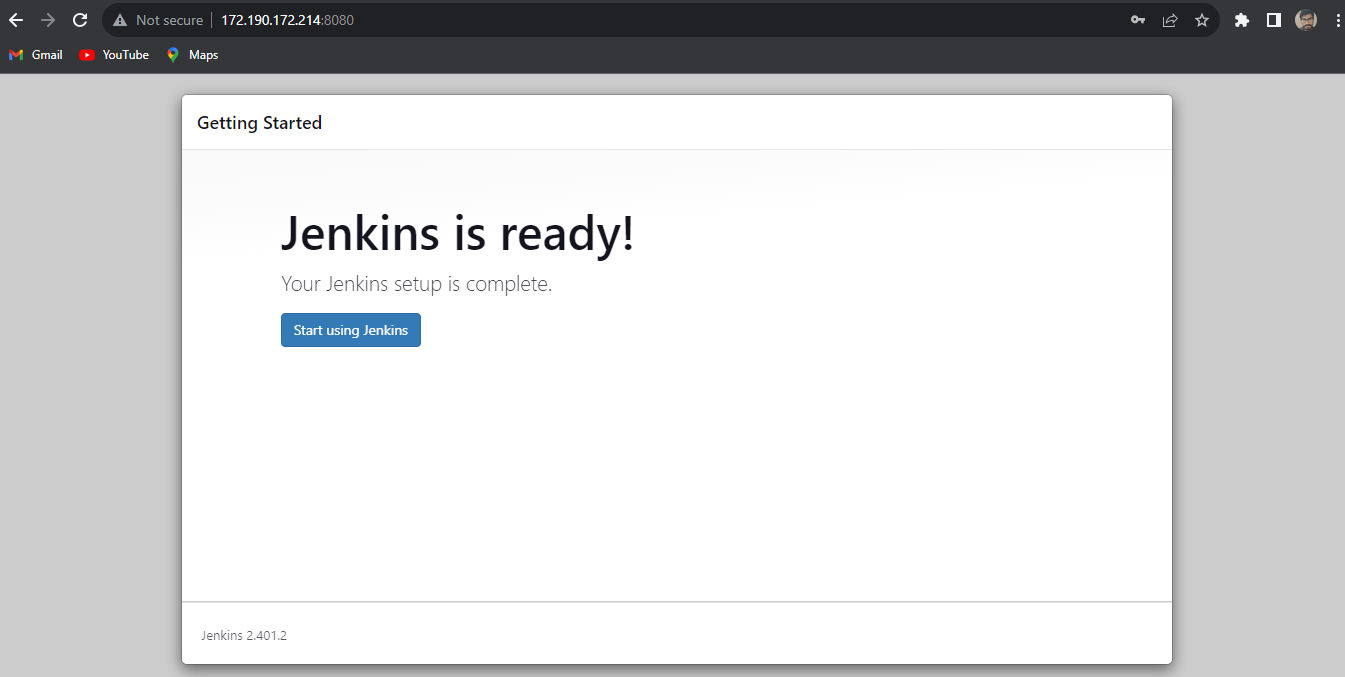 Not secure | 172.190.172.214:8080
Gmail YouTube Maps
Getting Started
Jenkins is ready!
Your Jenkins setup is complete.
Start using Jenkins
Jenkins 2.401.2